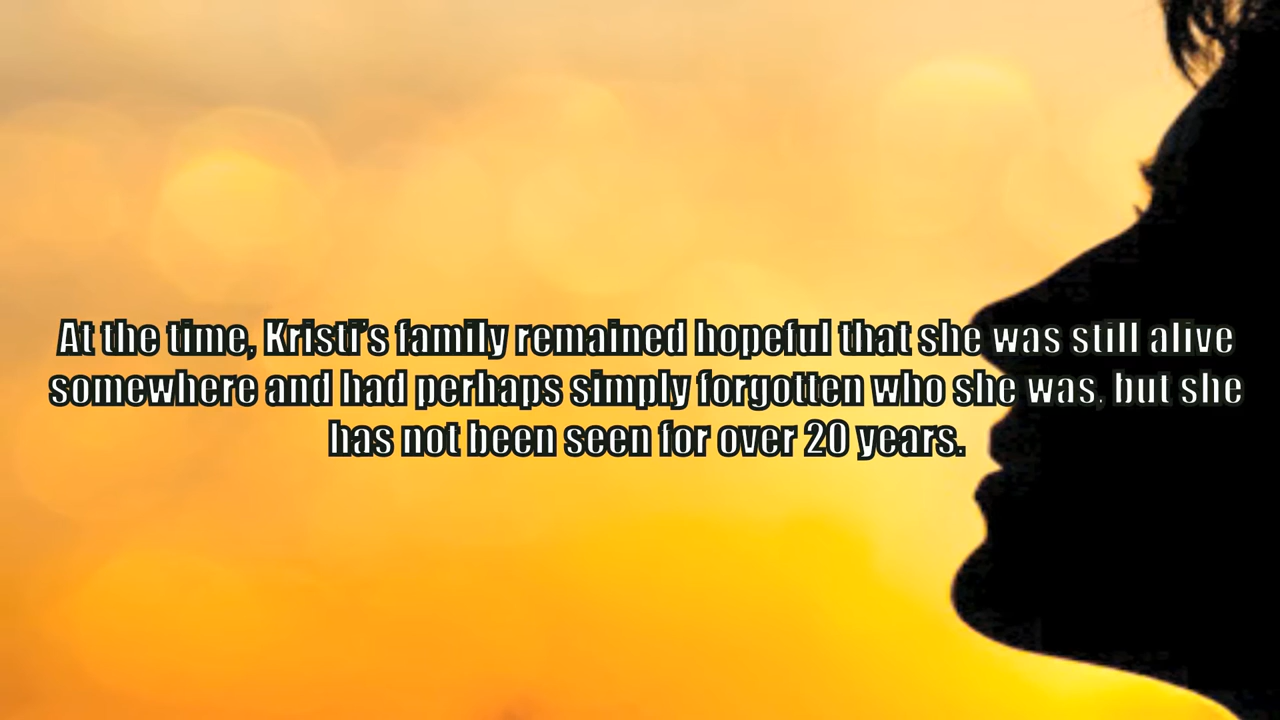 At the time, Kristi's family remained hopeful that she was still alive
somewhere and had perhaps simply forgotten who she was, but she
has not been seen for over 20 years.